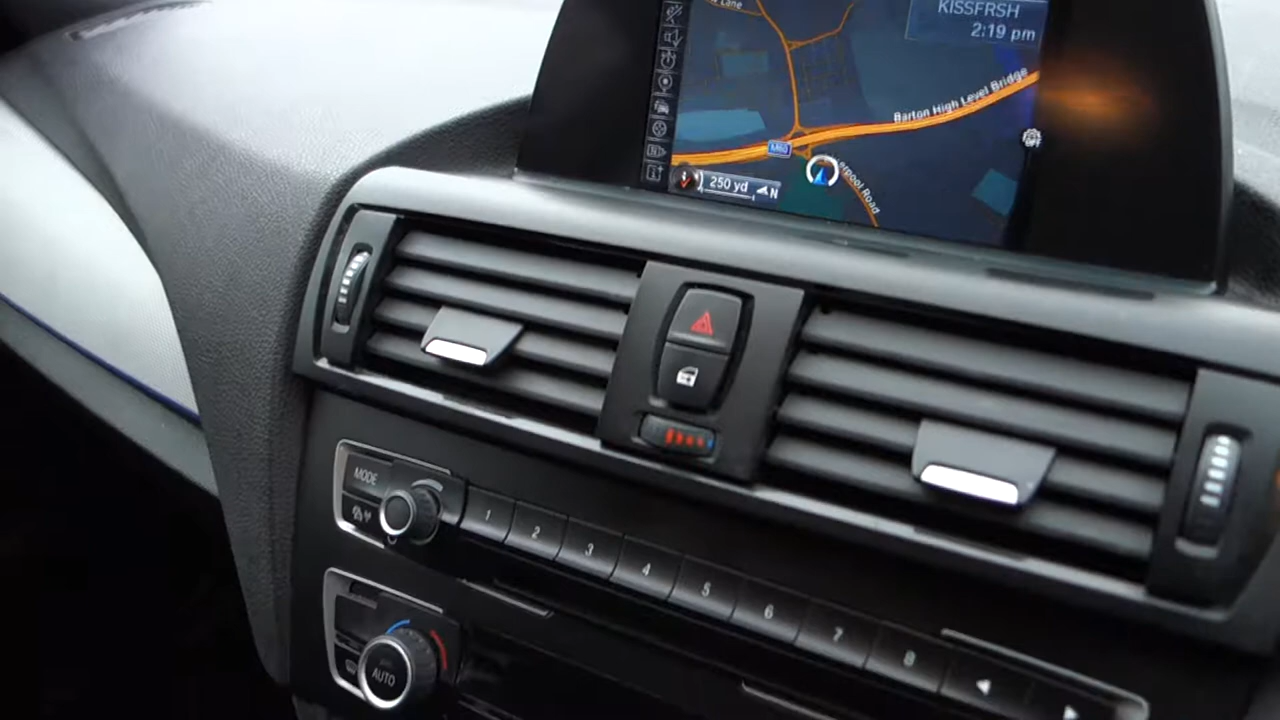 Lane
KISSFRSH
2:19 pm
Barton High Level Bridge
M60
erpool Road
250 yd
N
MODE
1
2
3
4
5
6
7
8
AUTO